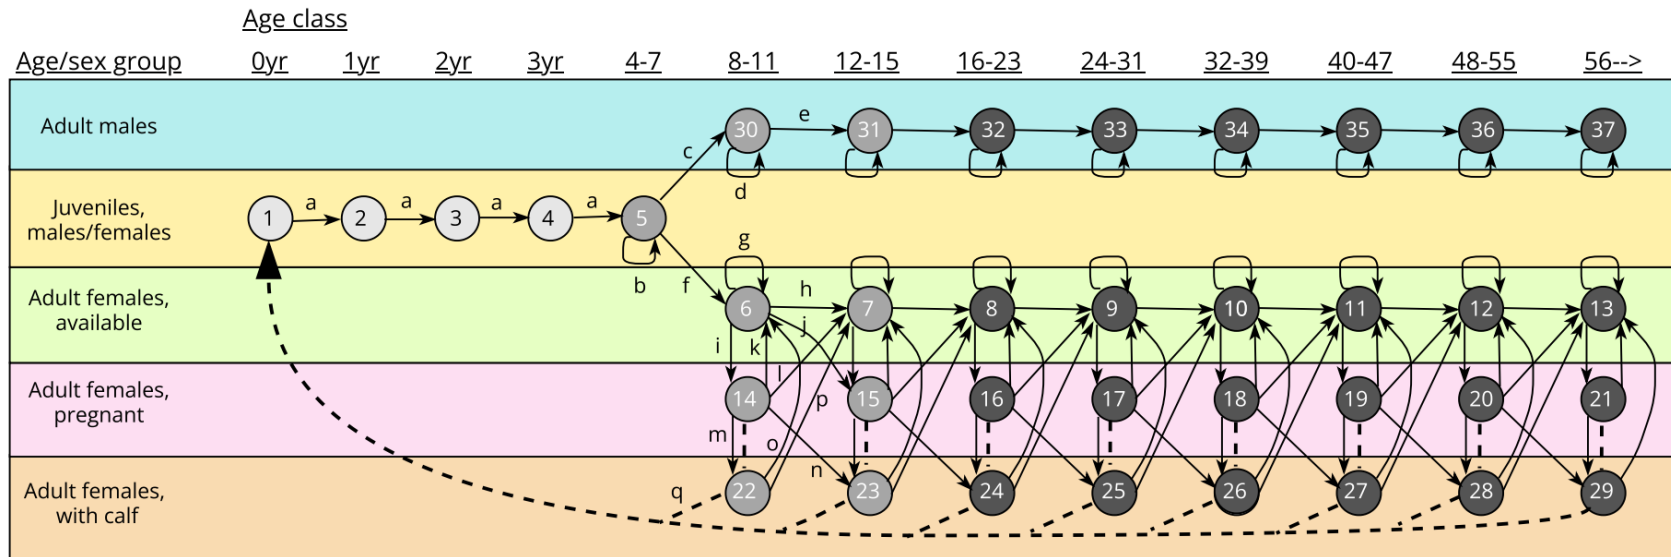 Age class
Age/sex group 0yr 1yr 2yr 3yr 4-7 8-11 12-15 16-23 24-31 32-39 40-47 48-55 56-->
Adult males 30 e 31 32 33 34 35 36 37
c
d
Juveniles,
males/females
1 a 2 a 3 a 4 a 5
b
g
f
Adult females,
available
6 h 7 8 9 10 11 12 13
j
i k
l
Adult females,
pregnant
14 p 15 16 17 18 19 20 21
m o
n
Adult females,
with calf
q 22 23 24 25 26 27 28 29